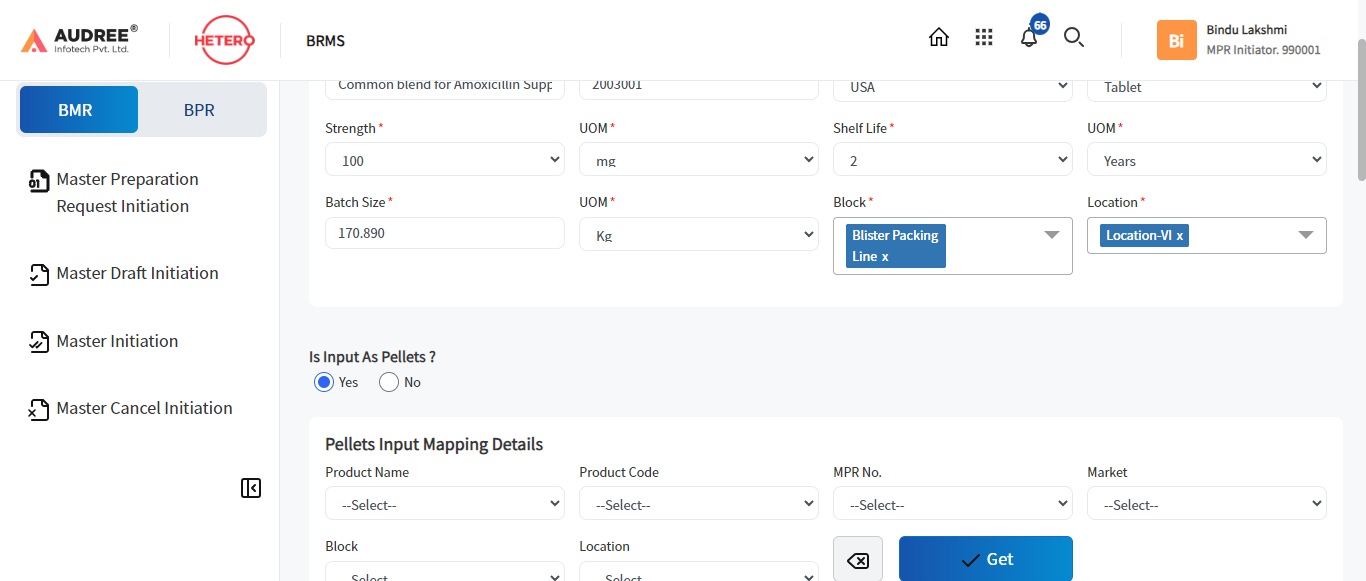 AUDREE®
Infotech Pvt. Ltd.
HETERO
BRMS
66
Bi
Bindu Lakshmi
MPR Initiator. 990001
BMR
BPR
01
Master Preparation
Request Initiation
Master Draft Initiation
Master Initiation
Master Cancel Initiation
Common blend for Amoxicillin Supp
2003001
USA
Tablet
Strength *
UOM *
Shelf Life *
UOM *
100
mg
2
Years
Batch Size *
UOM *
Block *
Location *
170.890
Kg
Blister Packing
Line x
Location-VI x
Is Input As Pellets ?
Yes
No
Pellets Input Mapping Details
Product Name
Product Code
MPR No.
Market
--Select--
--Select--
--Select--
--Select--
Block
Location
--Select--
--Select--
Get